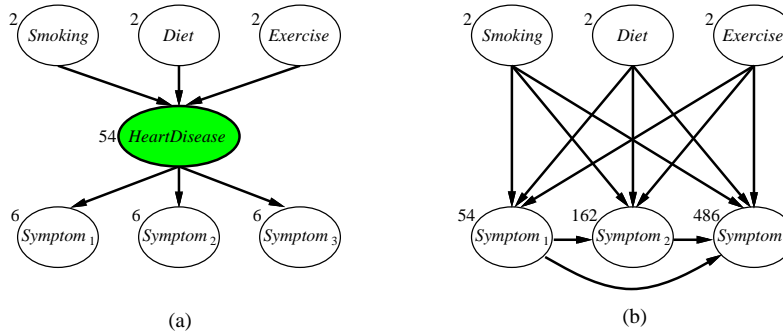 2 Smoking 2 Diet 2 Exercise
54 HeartDisease
6 Symptom 1 6 Symptom 2 6 Symptom 3
(a)
2 Smoking 2 Diet 2 Exercise
54 Symptom 1 162 Symptom 2 486 Symptom
(b)